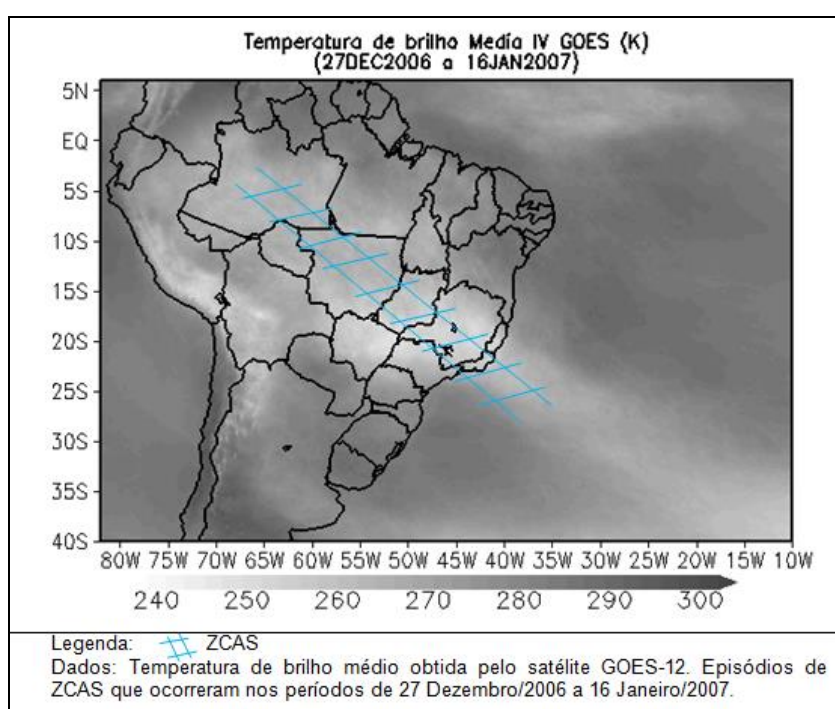 Temperatura de brilho Media IV GOES (K)
(27DEC2006 a 16JAN2007)
5N
EQ
5S
10S
15S
20S
25S
30S
35S
40S
80W 75W 70W 65W 60W 55W 50W 45W 40W 35W 30W 25W 20W 15W 10W
240 250 260 270 280 290 300
Legenda: ZCAS
Dados: Temperatura de brilho médio obtida pelo satélite GOES-12. Episódios de
ZCAS que ocorreram nos períodos de 27 Dezembro/2006 a 16 Janeiro/2007.